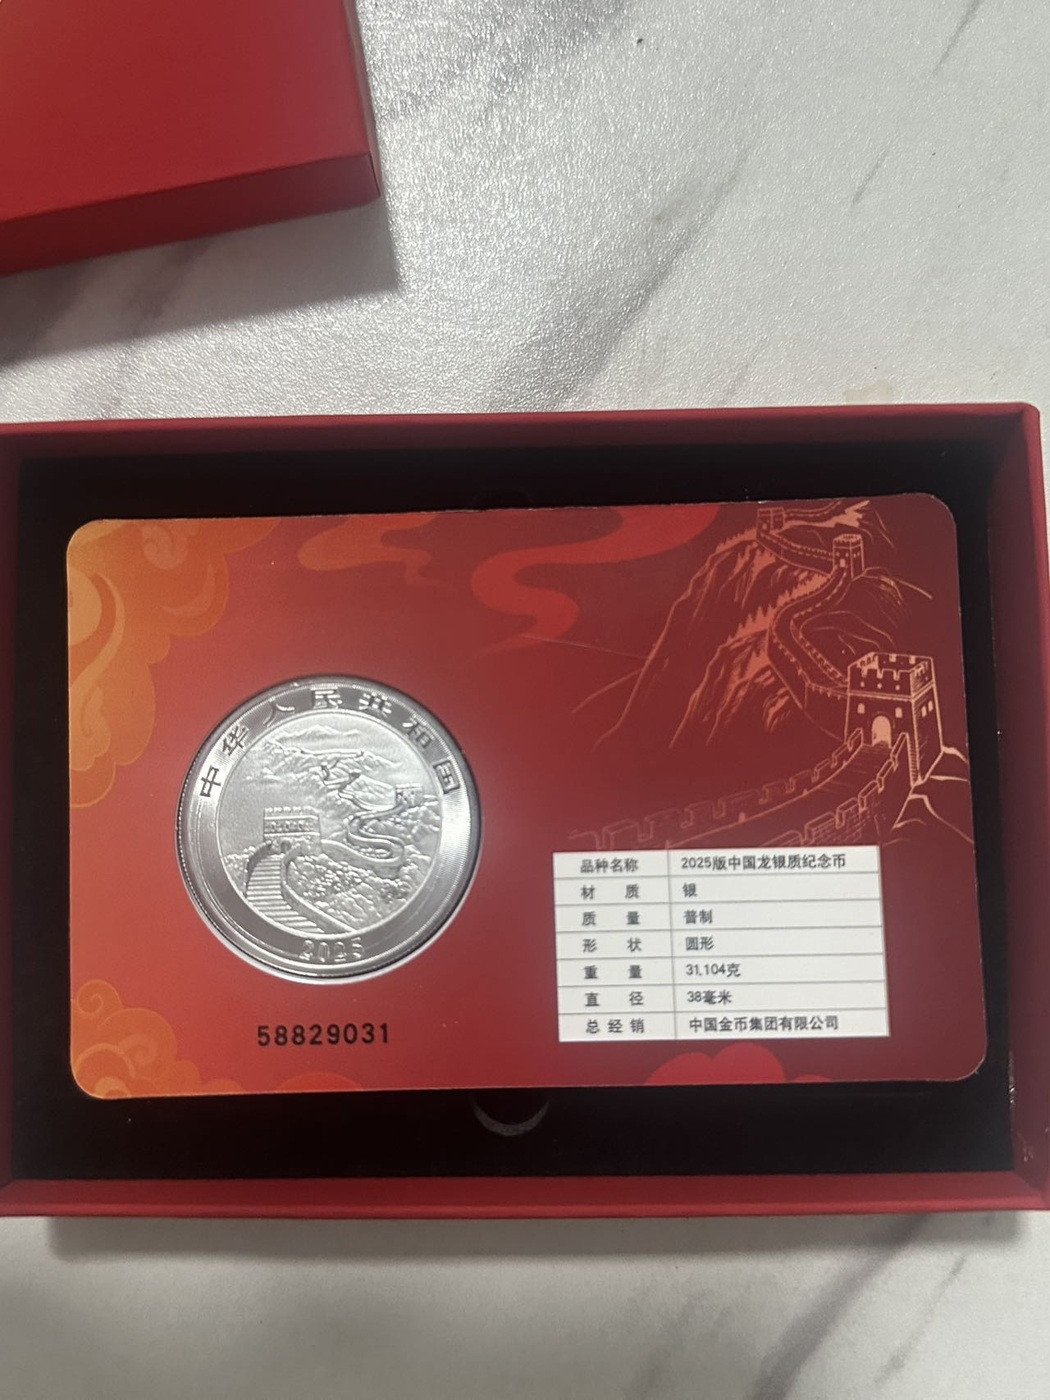 中华人民共和国
2025
58829031
品种名称 2025版中国龙银质纪念币
材 质 银
质 量 普制
形 状 圆形
重 量 31,104克
直 径 38毫米
总 经 销 中国金币集团有限公司